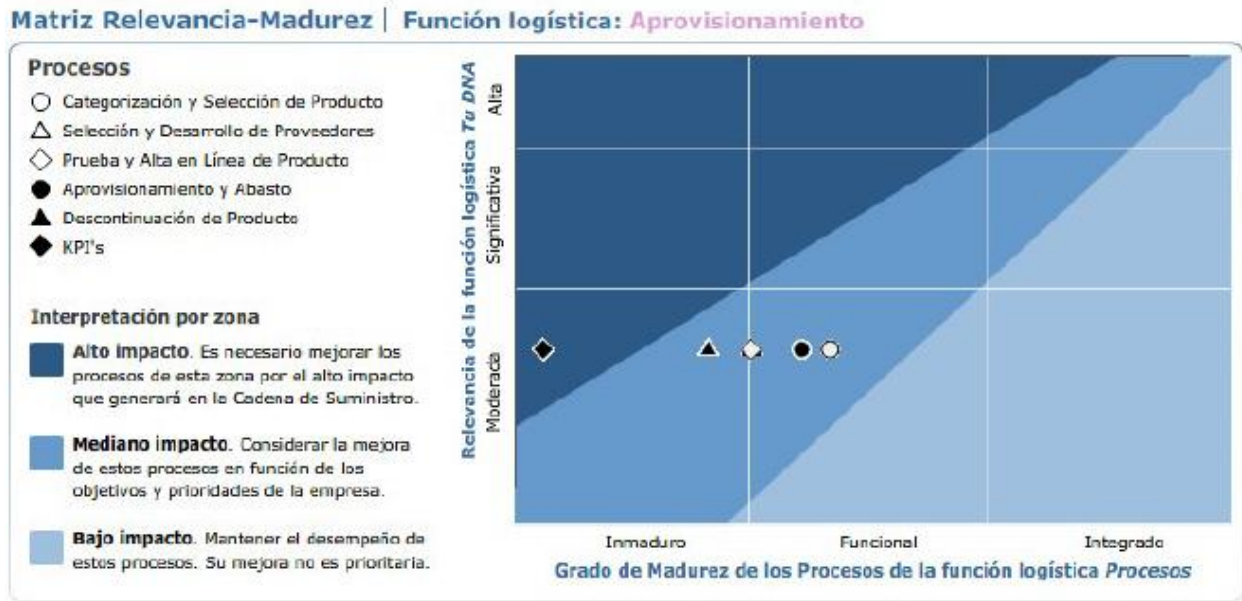 Matriz Relevancia-Madurez | Función logística: Aprovisionamiento
Procesos
Categorización y Selección de Producto
Selección y Desarrollo de Proveedores
Prueba y Alta en Línea de Producto
Aprovisionamiento y Abasto
Descontinuación de Producto
KPI's
Interpretación por zona
Alto impacto. Es necesario mejorar los
procesos de esta zona por el alto impacto
que generará en la Cadena de Suministro.
Mediano impacto. Considerar la mejora
de estos procesos en función de los
objetivos y prioridades de la empresa.
Bajo impacto. Mantener el desempeño de
estos procesos. Su mejora no es prioritaria.
Relevancia de la función logística Tu DNA
Alta
Significativa
Moderada
Inmaduro
Funcional
Integrado
Grado de Madurez de los Procesos de la función logística Procesos